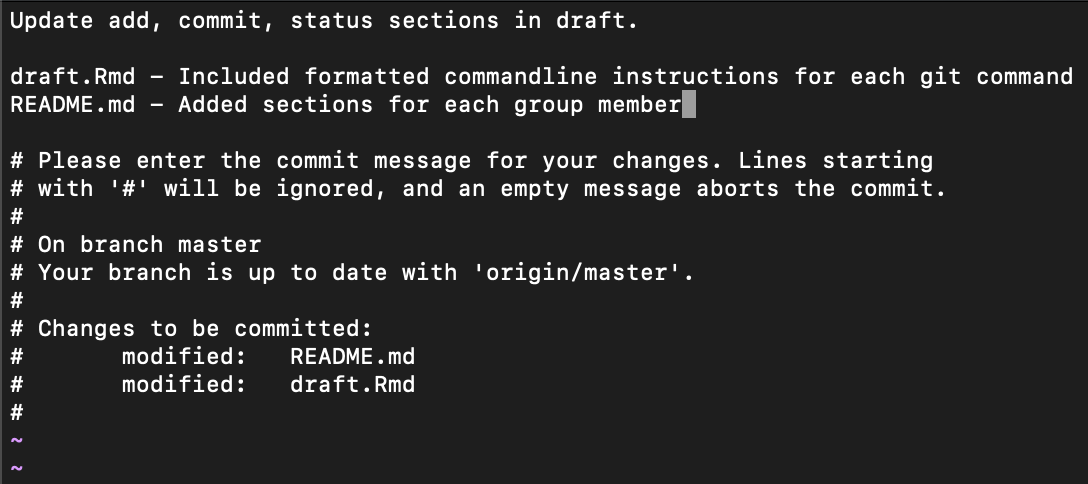 Update add, commit, status sections in draft.

draft.Rmd – Included formatted commandline instructions for each git command
README.md – Added sections for each group member

# Please enter the commit message for your changes. Lines starting
# with '#' will be ignored, and an empty message aborts the commit.
#
# On branch master
# Your branch is up to date with 'origin/master'.
#
# Changes to be committed:
#       modified:   README.md
#       modified:   draft.Rmd
#
~
~